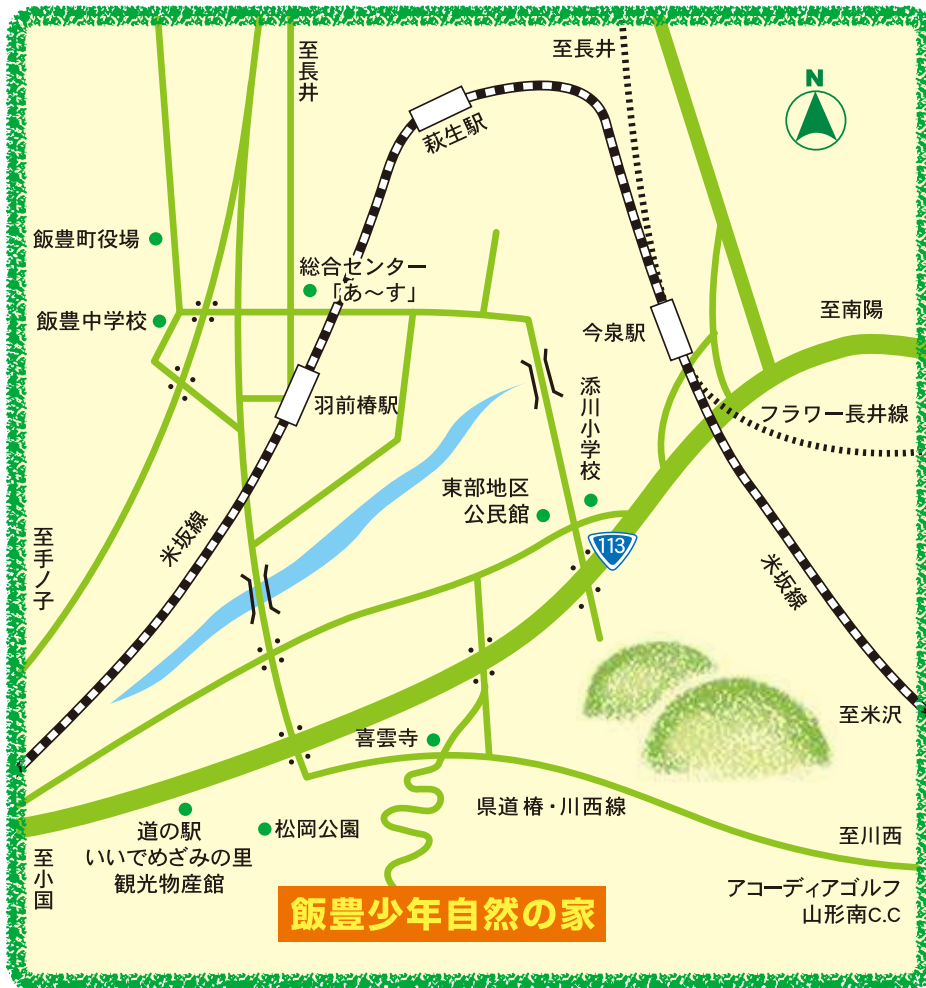 至長井
至長井
N
萩生駅
飯豊町役場
総合センター
「あ～す」
飯豊中学校
至南陽
今泉駅
羽前椿駅
添川小学校
フラワー長井線
東部地区
公民館
米坂線
113
至手ノ子
米坂線
至米沢
喜雲寺
県道 椿・川西線
道の駅
いいでめざみの里
観光物産館
松岡公園
至川西
至小国
アコーディアゴルフ
山形南C.C
飯豊少年自然の家